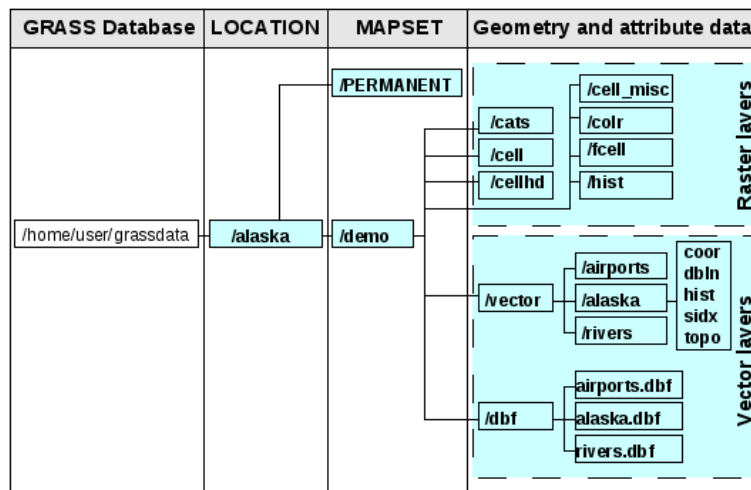 GRASS Database
LOCATION
MAPSET
Geometry and attribute data
/home/user/grassdata
/alaska
/PERMANENT
/demo
/cats
/cell
/cellhd
/cell_misc
/colr
/fcell
/hist
Raster layers
/vector
/airports
/alaska
/rivers
coor
dbln
hist
sidx
topo
/dbf
airports.dbf
alaska.dbf
rivers.dbf
Vector layers